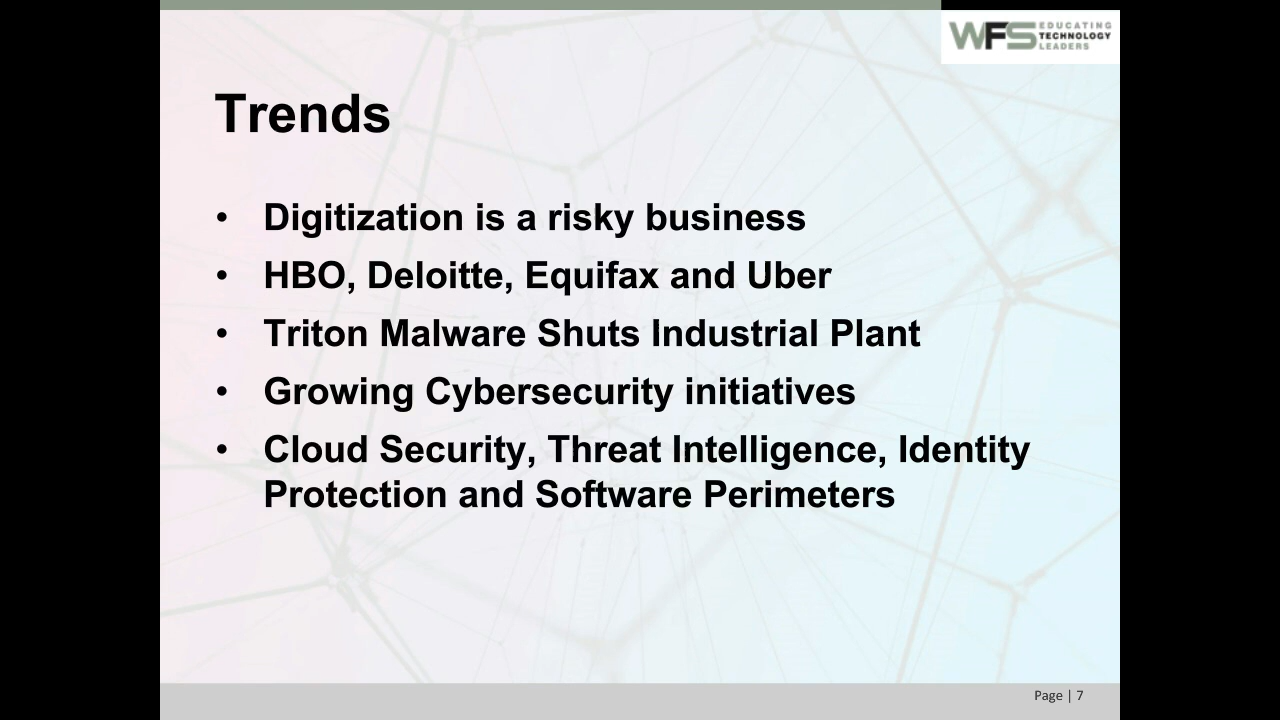 WFS EDUCATING
TECHNOLOGY
LEADERS
Trends
• Digitization is a risky business
• HBO, Deloitte, Equifax and Uber
• Triton Malware Shuts Industrial Plant
• Growing Cybersecurity initiatives
• Cloud Security, Threat Intelligence, Identity
Protection and Software Perimeters
Page | 7